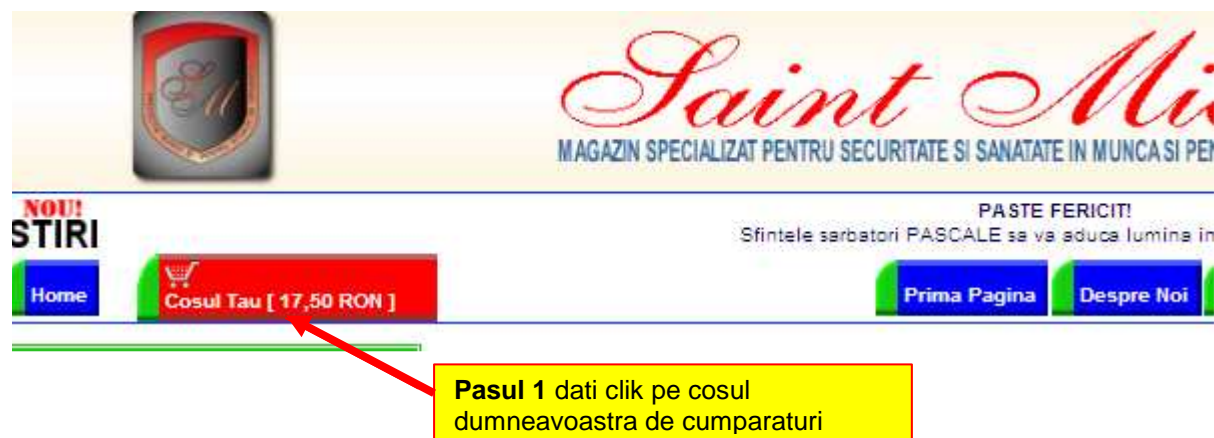 SM
Saint Mi
MAGAZIN SPECIALIZAT PENTRU SECURITATE SI SANATATE IN MUNCA SI PEN
NOU!
STIRI
PASTE FERICIT!
Sfintele sarbatori PASCALE sa va aduca lumina in
Home
Cosul Tau [ 17,50 RON ]
Prima Pagina
Despre Noi
Pasul 1 dati clik pe cosul
dumneavoastra de cumparaturi